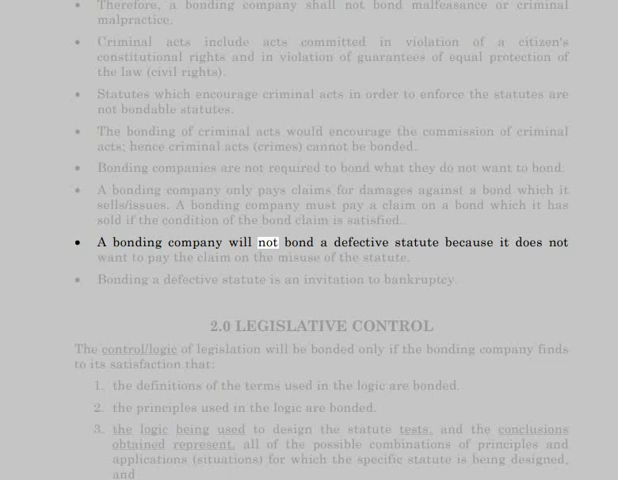 • Therefore, a bonding company shall not bond malfeasance or criminal
malpractice.
• Criminal acts include acts committed in violation of a citizen's
constitutional rights and in violation of guarantees of equal protection of
the law (civil rights).
• Statutes which encourage criminal acts in order to enforce the statutes are
not bondable statutes.
• The bonding of criminal acts would encourage the commission of criminal
acts; hence criminal acts (crimes) cannot be bonded.
• Bonding companies are not required to bond what they do not want to bond.
• A bonding company only pays claims for damages against a bond which it
sells/issues. A bonding company must pay a claim on a bond which it has
sold if the condition of the bond claim is satisfied.
• A bonding company will not bond a defective statute because it does not
want to pay the claim on the misuse of the statute.
• Bonding a defective statute is an invitation to bankruptcy.
2.0 LEGISLATIVE CONTROL
The control/logic of legislation will be bonded only if the bonding company finds
to its satisfaction that:
1. the definitions of the terms used in the logic are bonded.
2. the principles used in the logic are bonded.
3. the logic being used to design the statute tests, and the conclusions
obtained represent, all of the possible combinations of principles and
applications (situations) for which the specific statute is being designed,
and